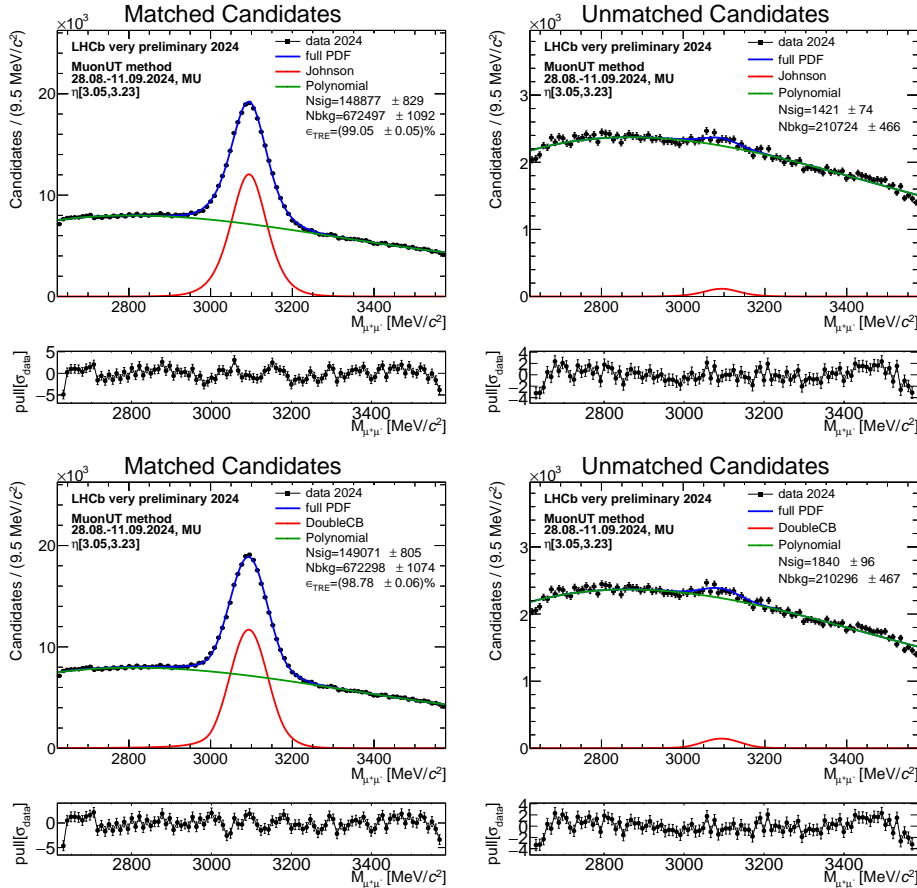 Matched Candidates
×10³
LHCb very preliminary 2024
MuonUT method
28.08.-11.09.2024, MU
η[3.05,3.23]
data 2024
full PDF
Johnson
Polynomial
Nsig=148877 ± 829
Nbkg=672497 ± 1092
ϵTRE=(99.05 ± 0.05)%
Candidates / (9.5 MeV/c²)
20
10
0
2800 3000 3200 3400
Mμ⁺μ⁻ [MeV/c²]
pull[σdata]
5
0
−5
2800 3000 3200 3400
Mμ⁺μ⁻ [MeV/c²]
Unmatched Candidates
×10³
LHCb very preliminary 2024
MuonUT method
28.08.-11.09.2024, MU
η[3.05,3.23]
data 2024
full PDF
Johnson
Polynomial
Nsig=1421 ± 74
Nbkg=210724 ± 466
Candidates / (9.5 MeV/c²)
3
2
1
0
2800 3000 3200 3400
Mμ⁺μ⁻ [MeV/c²]
pull[σdata]
4
2
0
−2
−4
2800 3000 3200 3400
Mμ⁺μ⁻ [MeV/c²]
Matched Candidates
×10³
LHCb very preliminary 2024
MuonUT method
28.08.-11.09.2024, MU
η[3.05,3.23]
data 2024
full PDF
DoubleCB
Polynomial
Nsig=149071 ± 805
Nbkg=672298 ± 1074
ϵTRE=(98.78 ± 0.06)%
Candidates / (9.5 MeV/c²)
20
10
0
2800 3000 3200 3400
Mμ⁺μ⁻ [MeV/c²]
pull[σdata]
0
−5
2800 3000 3200 3400
Mμ⁺μ⁻ [MeV/c²]
Unmatched Candidates
×10³
LHCb very preliminary 2024
MuonUT method
28.08.-11.09.2024, MU
η[3.05,3.23]
data 2024
full PDF
DoubleCB
Polynomial
Nsig=1840 ± 96
Nbkg=210296 ± 467
Candidates / (9.5 MeV/c²)
3
2
1
0
2800 3000 3200 3400
Mμ⁺μ⁻ [MeV/c²]
pull[σdata]
4
2
0
−2
−4
2800 3000 3200 3400
Mμ⁺μ⁻ [MeV/c²]